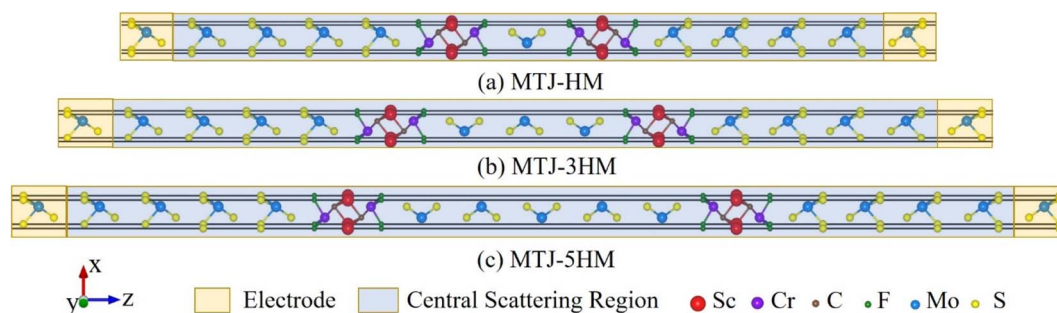 (a) MTJ-HM
(b) MTJ-3HM
(c) MTJ-5HM
x
y z
Electrode Central Scattering Region Sc Cr C F Mo S